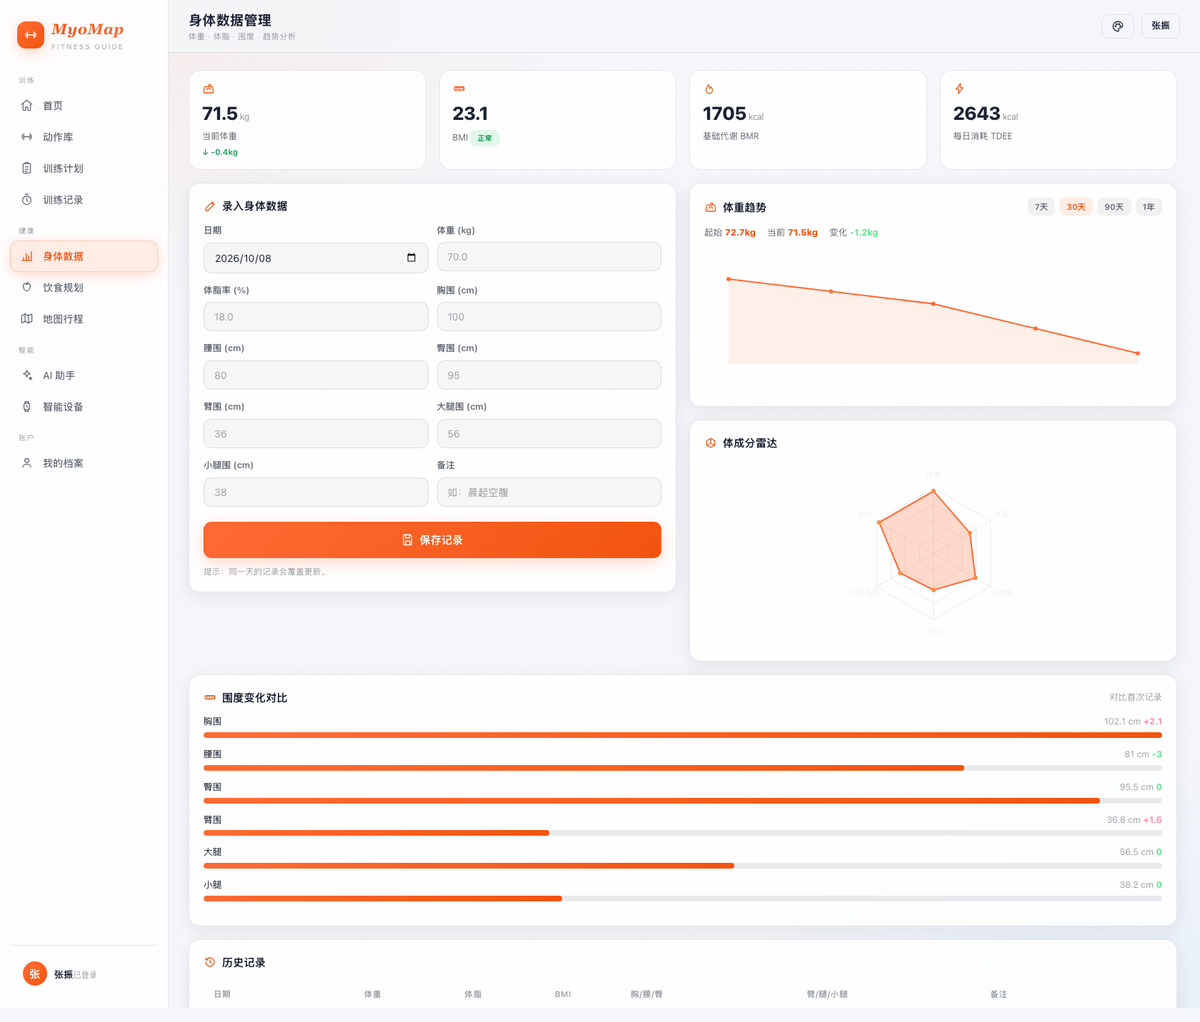 MyoMap
FITNESS GUIDE
训练
首页
动作库
训练计划
训练记录
健康
身体数据
饮食规划
地图行程
智能
AI 助手
智能设备
账户
我的档案
张
张振已登录
身体数据管理
体重 · 体脂 · 围度 · 趋势分析
张振
71.5 kg
当前体重
↓ -0.4kg
23.1
BMI 正常
1705 kcal
基础代谢 BMR
2643 kcal
每日消耗 TDEE
录入身体数据
日期
体重 (kg)
2026/10/08
70.0
体脂率 (%)
胸围 (cm)
18.0
100
腰围 (cm)
臀围 (cm)
80
95
臂围 (cm)
大腿围 (cm)
36
56
小腿围 (cm)
备注
38
如：晨起空腹
保存记录
提示：同一天的记录会覆盖更新。
体重趋势
7天 30天 90天 1年
起始 72.7kg 当前 71.5kg 变化 -1.2kg
体成分雷达
围度变化对比
对比首次记录
胸围 102.1 cm +2.1
腰围 81 cm -3
臀围 95.5 cm 0
臂围 36.8 cm +1.6
大腿 56.5 cm 0
小腿 38.2 cm 0
历史记录
日期 体重 体脂 BMI 胸/腰/臀 臂/腿/小腿 备注